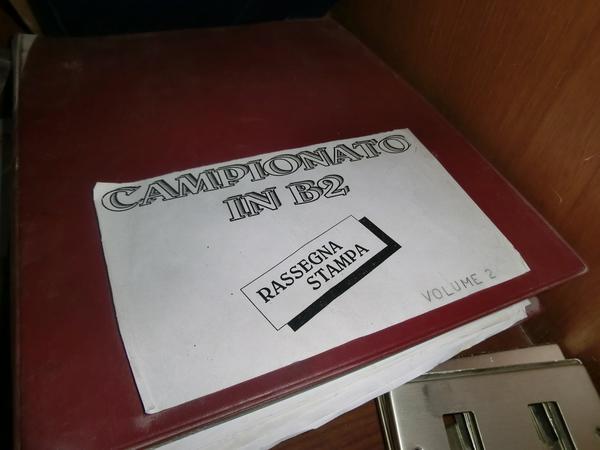 CAMPIONATO
IN B2
RASSEGNA
STAMPA
VOLUME 2